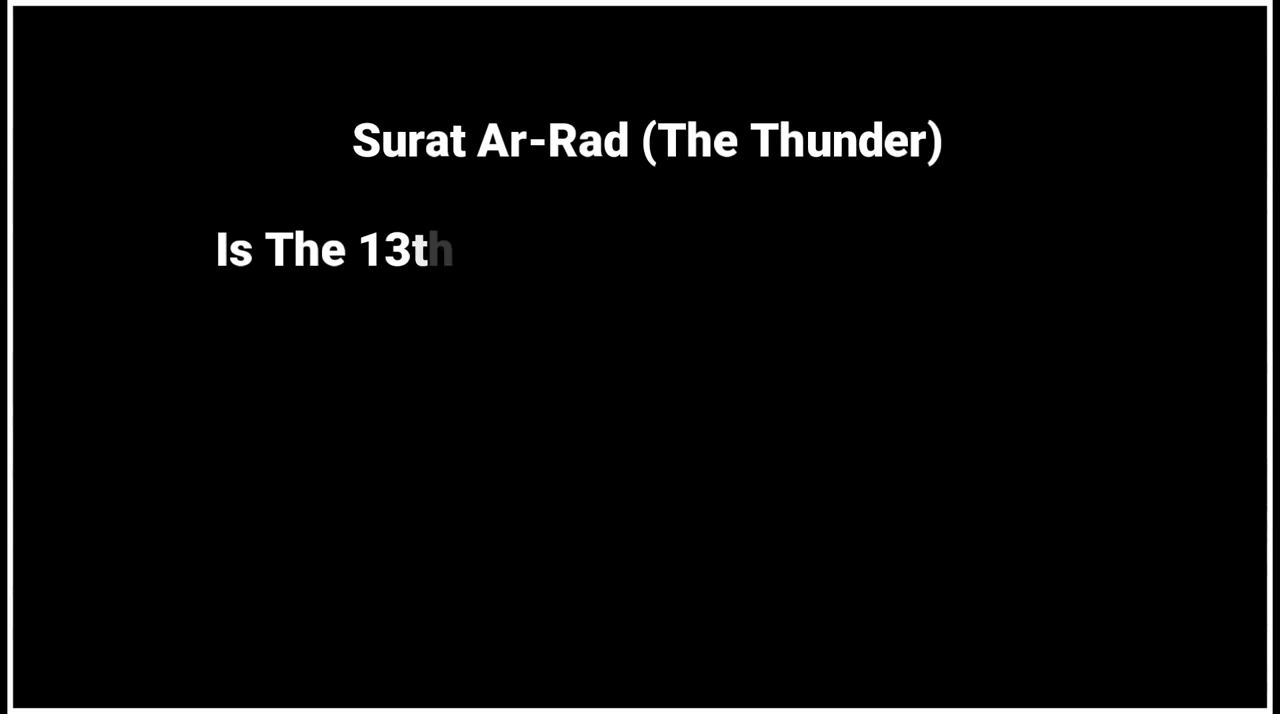 Surat Ar-Rad (The Thunder)
Is The 13th